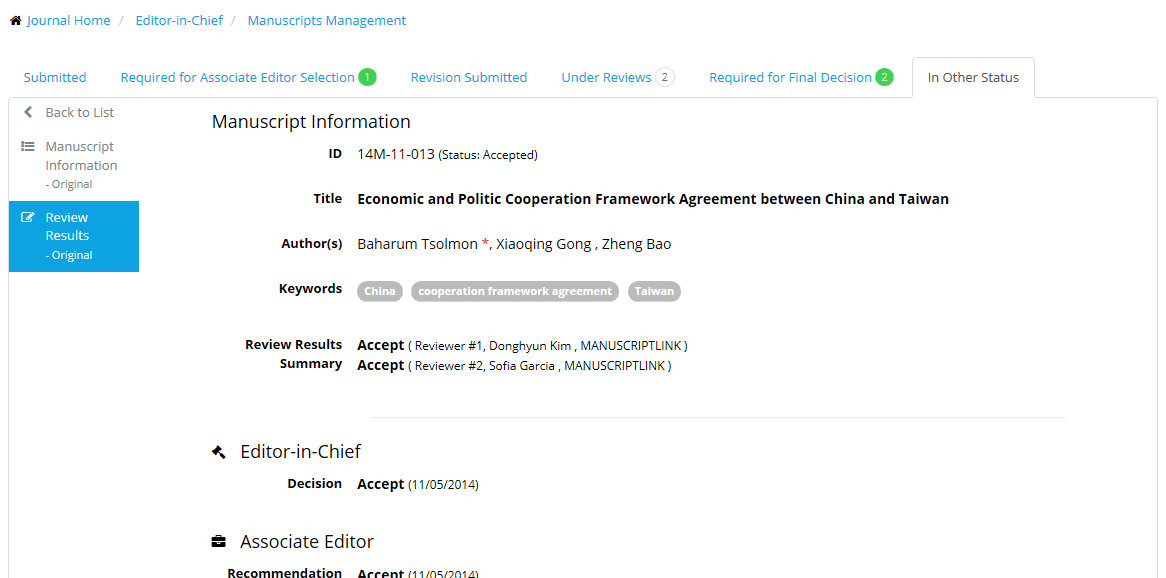 Journal Home / Editor-in-Chief / Manuscripts Management
Submitted Required for Associate Editor Selection 1 Revision Submitted Under Reviews 2 Required for Final Decision 2 In Other Status
Back to List
Manuscript
Information
- Original
Review
Results
- Original
Manuscript Information
ID 14M-11-013 (Status: Accepted)
Title Economic and Politic Cooperation Framework Agreement between China and Taiwan
Author(s) Baharum Tsolmon *, Xiaoqing Gong , Zheng Bao
Keywords China cooperation framework agreement Taiwan
Review Results Accept ( Reviewer #1, Donghyun Kim , MANUSCRIPTLINK )
Summary Accept ( Reviewer #2, Sofia Garcia , MANUSCRIPTLINK )
Editor-in-Chief
Decision Accept (11/05/2014)
Associate Editor
Recommendation Accept (11/05/2014)